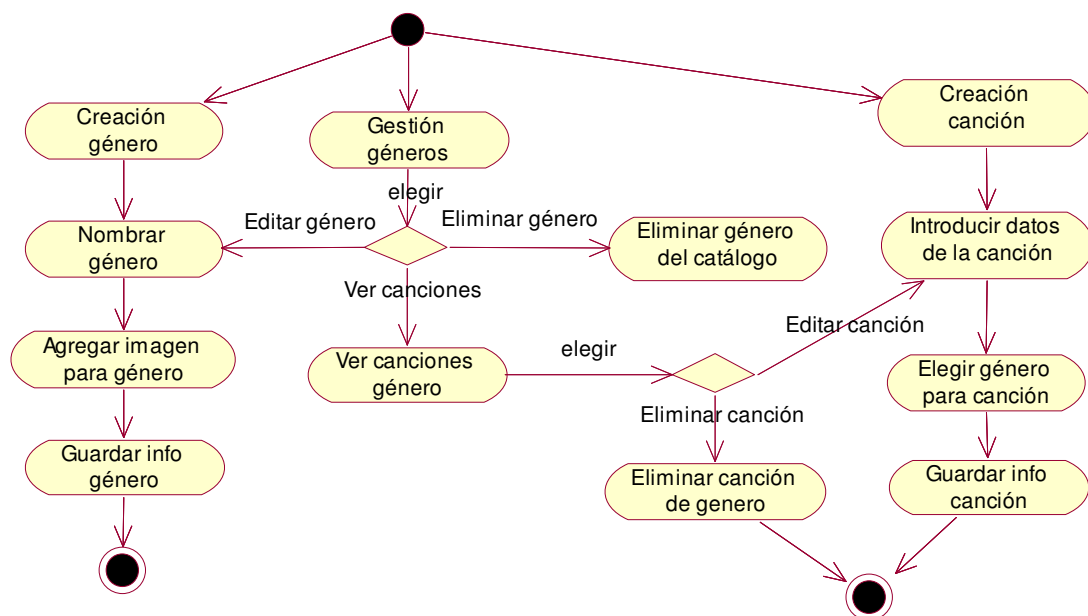 Creación
género
Gestión
géneros
Creación
canción
elegir
Editar género
Eliminar género
Nombrar
género
Eliminar género
del catálogo
Introducir datos
de la canción
Ver canciones
Editar canción
Agregar imagen
para género
Ver canciones
género
elegir
Elegir género
para canción
Eliminar canción
Guardar info
género
Eliminar canción
de genero
Guardar info
canción